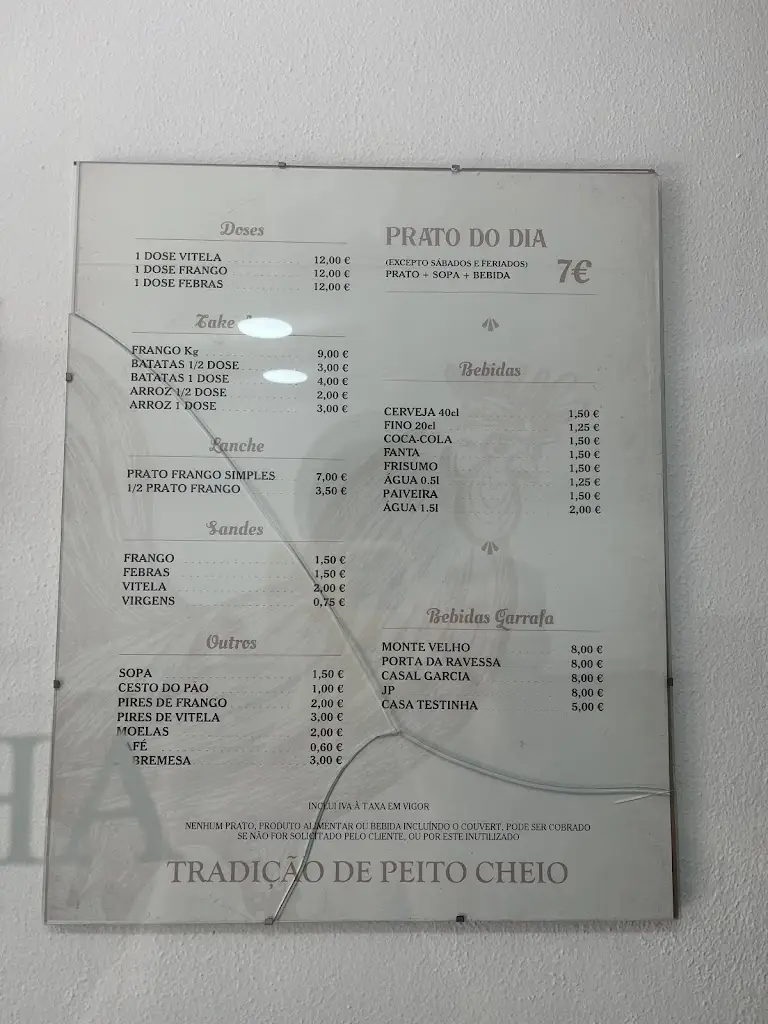 Doses
1 DOSE VITELA 12,00 €
1 DOSE FRANGO 12,00 €
1 DOSE FEBRAS 12,00 €
Take
FRANGO Kg 9,00 €
BATATAS 1/2 DOSE 3,00 €
BATATAS 1 DOSE 4,00 €
ARROZ 1/2 DOSE 2,00 €
ARROZ 1 DOSE 3,00 €
Lanche
PRATO FRANGO SIMPLES 7,00 €
1/2 PRATO FRANGO 3,50 €
Sandes
FRANGO 1,50 €
FEBRAS 1,50 €
VITELA 2,00 €
VIRGENS 0,75 €
Outros
SOPA 1,50 €
CESTO DO PÃO 1,00 €
PIRES DE FRANGO 2,00 €
PIRES DE VITELA 3,00 €
MOELAS 2,00 €
AFÉ 0,60 €
BREMESA 3,00 €
PRATO DO DIA
(EXCEPTO SÁBADOS E FERIADOS)
PRATO + SOPA + BEBIDA 7€
Bebidas
CERVEJA 40cl 1,50 €
FINO 20cl 1,25 €
COCA-COLA 1,50 €
FANTA 1,50 €
FRISUMO 1,50 €
ÁGUA 0.5l 1,25 €
PAIVEIRA 1,50 €
ÁGUA 1.5l 2,00 €
Bebidas Garrafa
MONTE VELHO 8,00 €
PORTA DA RAVESSA 8,00 €
CASAL GARCIA 8,00 €
JP 8,00 €
CASA TESTINHA 5,00 €
INCLUI IVA À TAXA EM VIGOR
NENHUM PRATO, PRODUTO ALIMENTAR OU BEBIDA INCLUÍNDO O COUVERT, PODE SER COBRADO
SE NÃO FOR SOLICITADO PELO CLIENTE, OU POR ESTE INUTILIZADO
TRADIÇÃO DE PEITO CHEIO